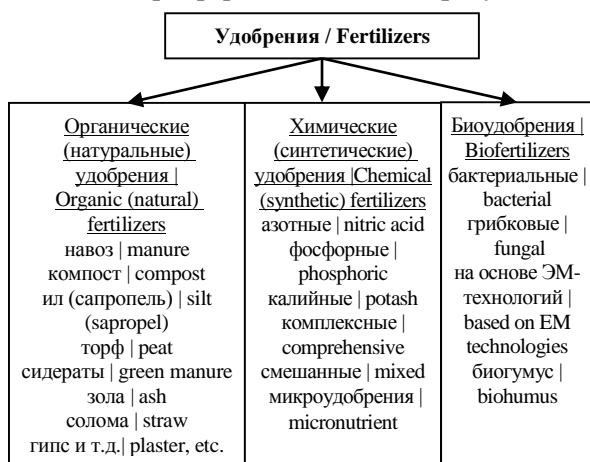 Удобрения / Fertilizers
Органические
(натуральные)
удобрения |
Organic (natural)
fertilizers
навоз | manure
компост | compost
ил (сапропель) | silt
(sapropel)
торф | peat
сидераты | green manure
зола | ash
солома | straw
гипс и т.д.| plaster, etc.
Химические
(синтетические)
удобрения |Chemical
(synthetic) fertilizers
азотные | nitric acid
фосфорные |
phosphoric
калийные | potash
комплексные |
comprehensive
смешанные | mixed
микроудобрения |
micronutrient
Биоудобрения |
Biofertilizers
бактериальные |
bacterial
грибковые |
fungal
на основе ЭМ-
технологий |
based on EM
technologies
биогумус |
biohumus